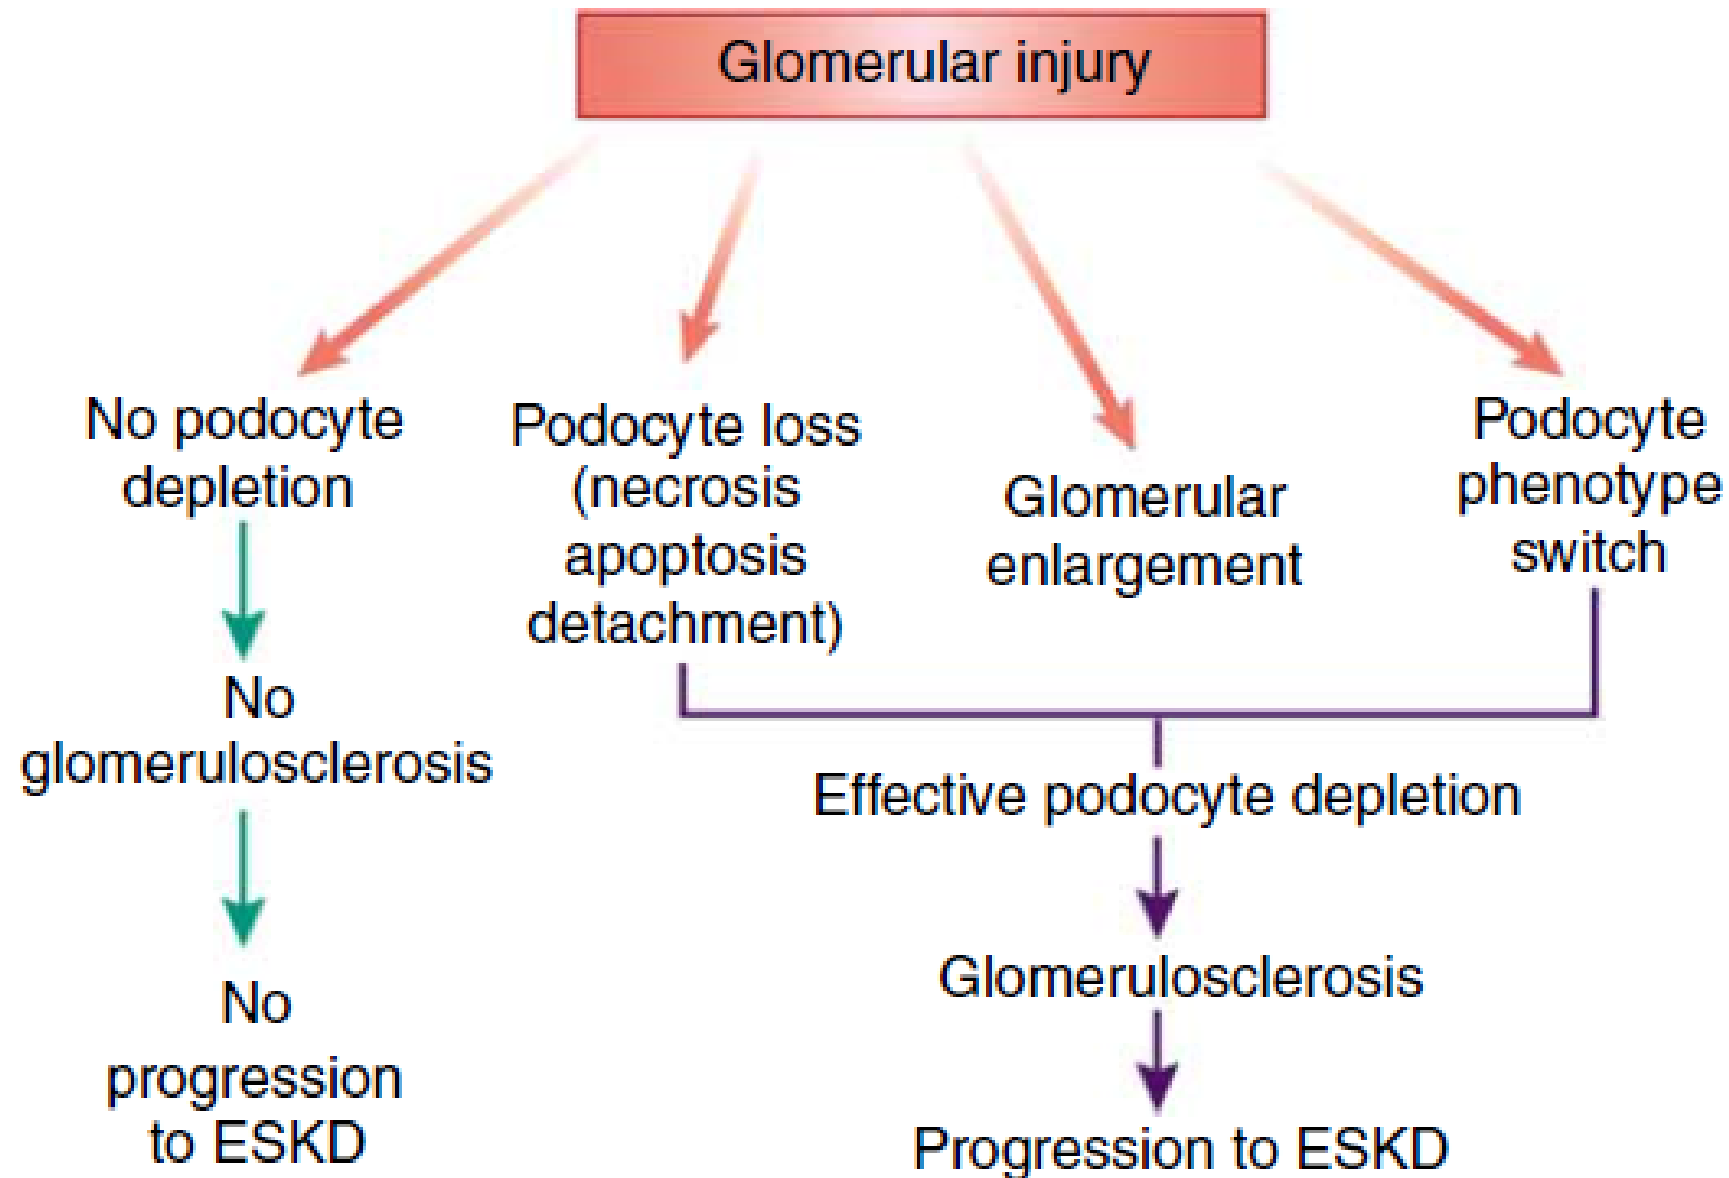 Glomerular injury
No podocyte
depletion
Podocyte loss
(necrosis
apoptosis
detachment)
Glomerular
enlargement
Podocyte
phenotype
switch
No
glomerulosclerosis
No
progression
to ESKD
Effective podocyte depletion
Glomerulosclerosis
Progression to ESKD